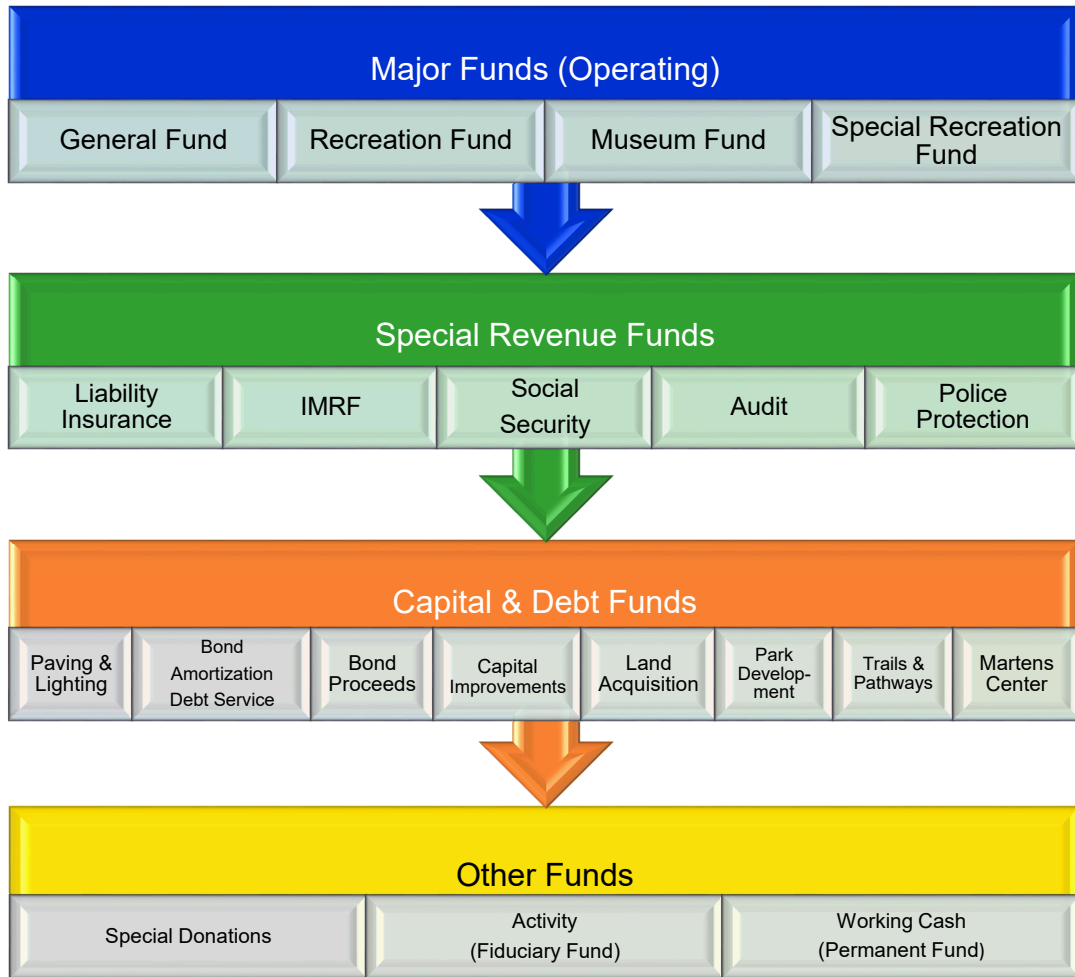 Major Funds (Operating)
General Fund
Recreation Fund
Museum Fund
Special Recreation
Fund
Special Revenue Funds
Liability
Insurance
IMRF
Social
Security
Audit
Police
Protection
Capital & Debt Funds
Paving &
Lighting
Bond
Amortization
Debt Service
Bond
Proceeds
Capital
Improvements
Land
Acquisition
Park
Develop-
ment
Trails &
Pathways
Martens
Center
Other Funds
Special Donations
Activity
(Fiduciary Fund)
Working Cash
(Permanent Fund)